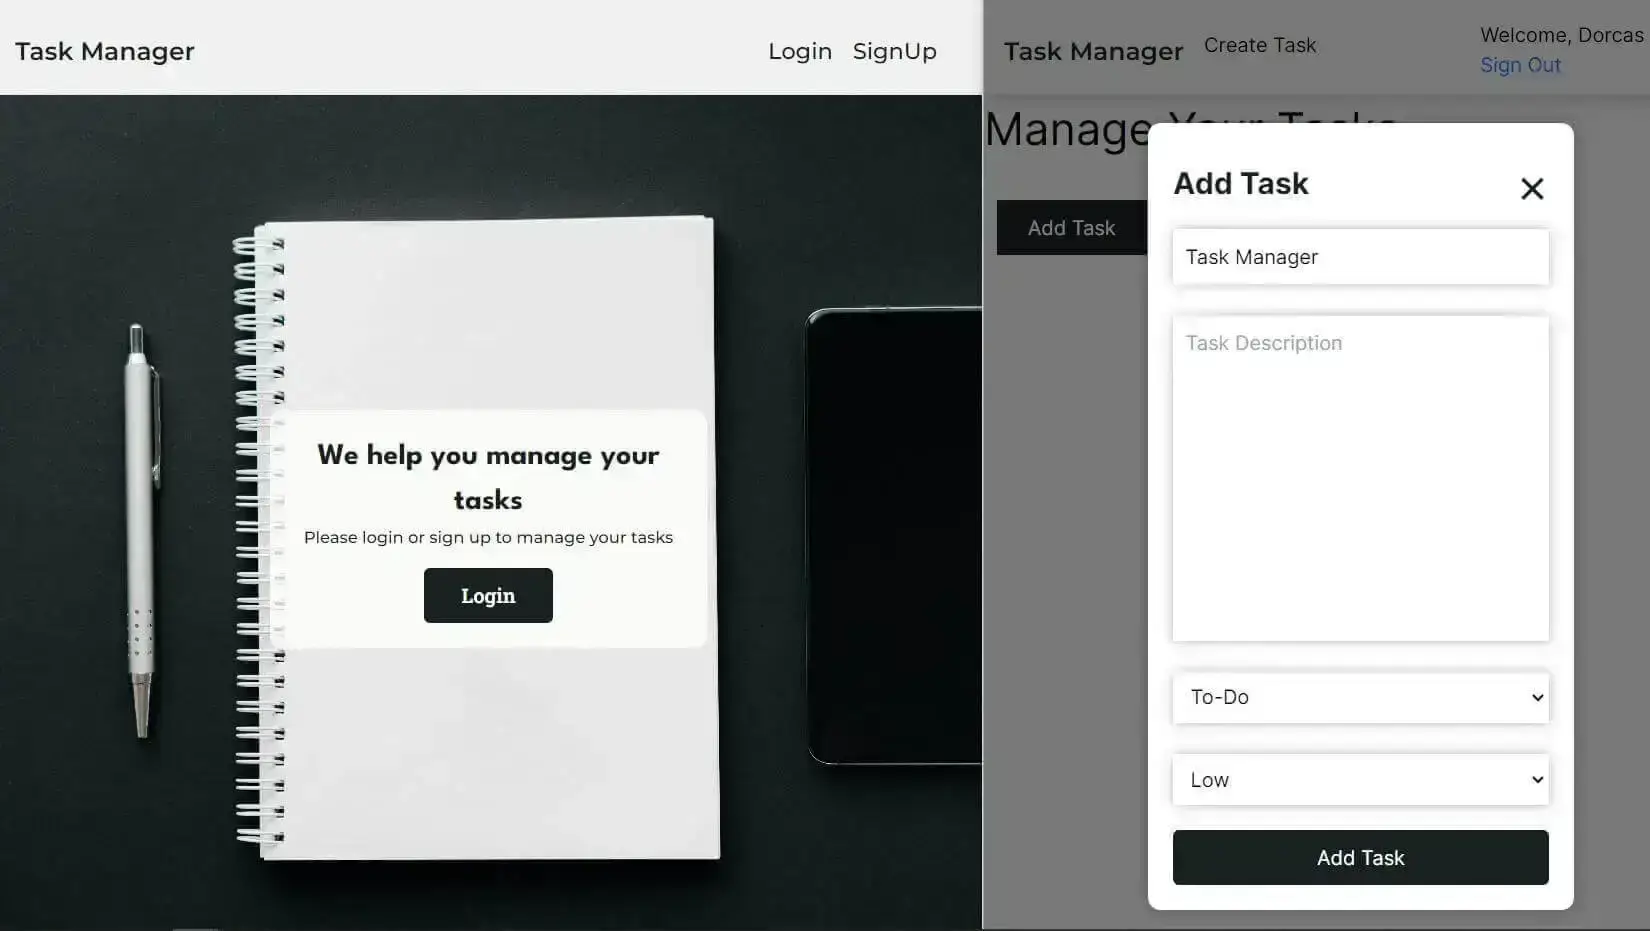 Task Manager
Login SignUp
We help you manage your
tasks
Please login or sign up to manage your tasks
Login
Task Manager
Create Task
Welcome, Dorcas
Sign Out
Manage Your Tasks
Add Task
Add Task
Task Manager
Task Description
To-Do
Low
Add Task